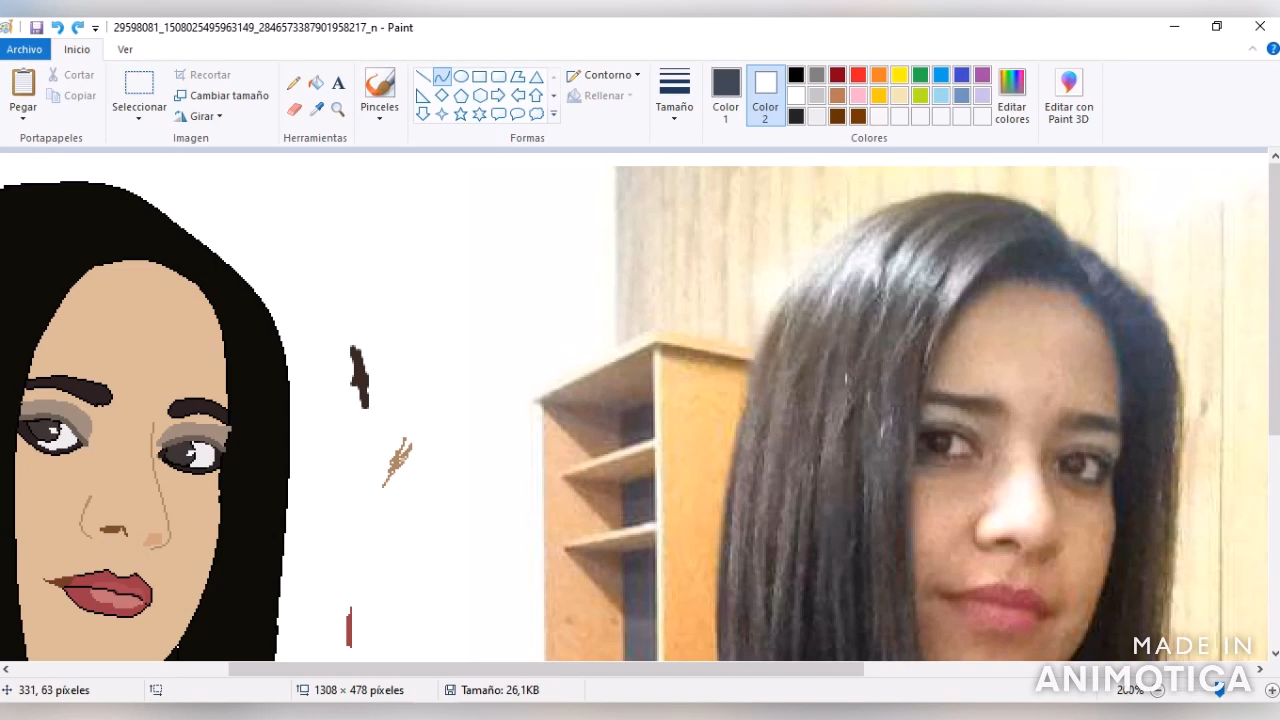 29598081_1508025495963149_2846573387901958217_n - Paint
Archivo Inicio Ver
Pegar
Cortar
Copiar
Portapapeles
Seleccionar
Recortar
Cambiar tamaño
Girar
Imagen
A
Herramientas
Pinceles
Contorno
Rellenar
Formas
Tamaño
Color
1
Color
2
Editar
colores
Colores
Editar con
Paint 3D
MADE IN
ANIMOTICA
331, 63 píxeles
1308 × 478 píxeles
Tamaño: 26,1KB
200%